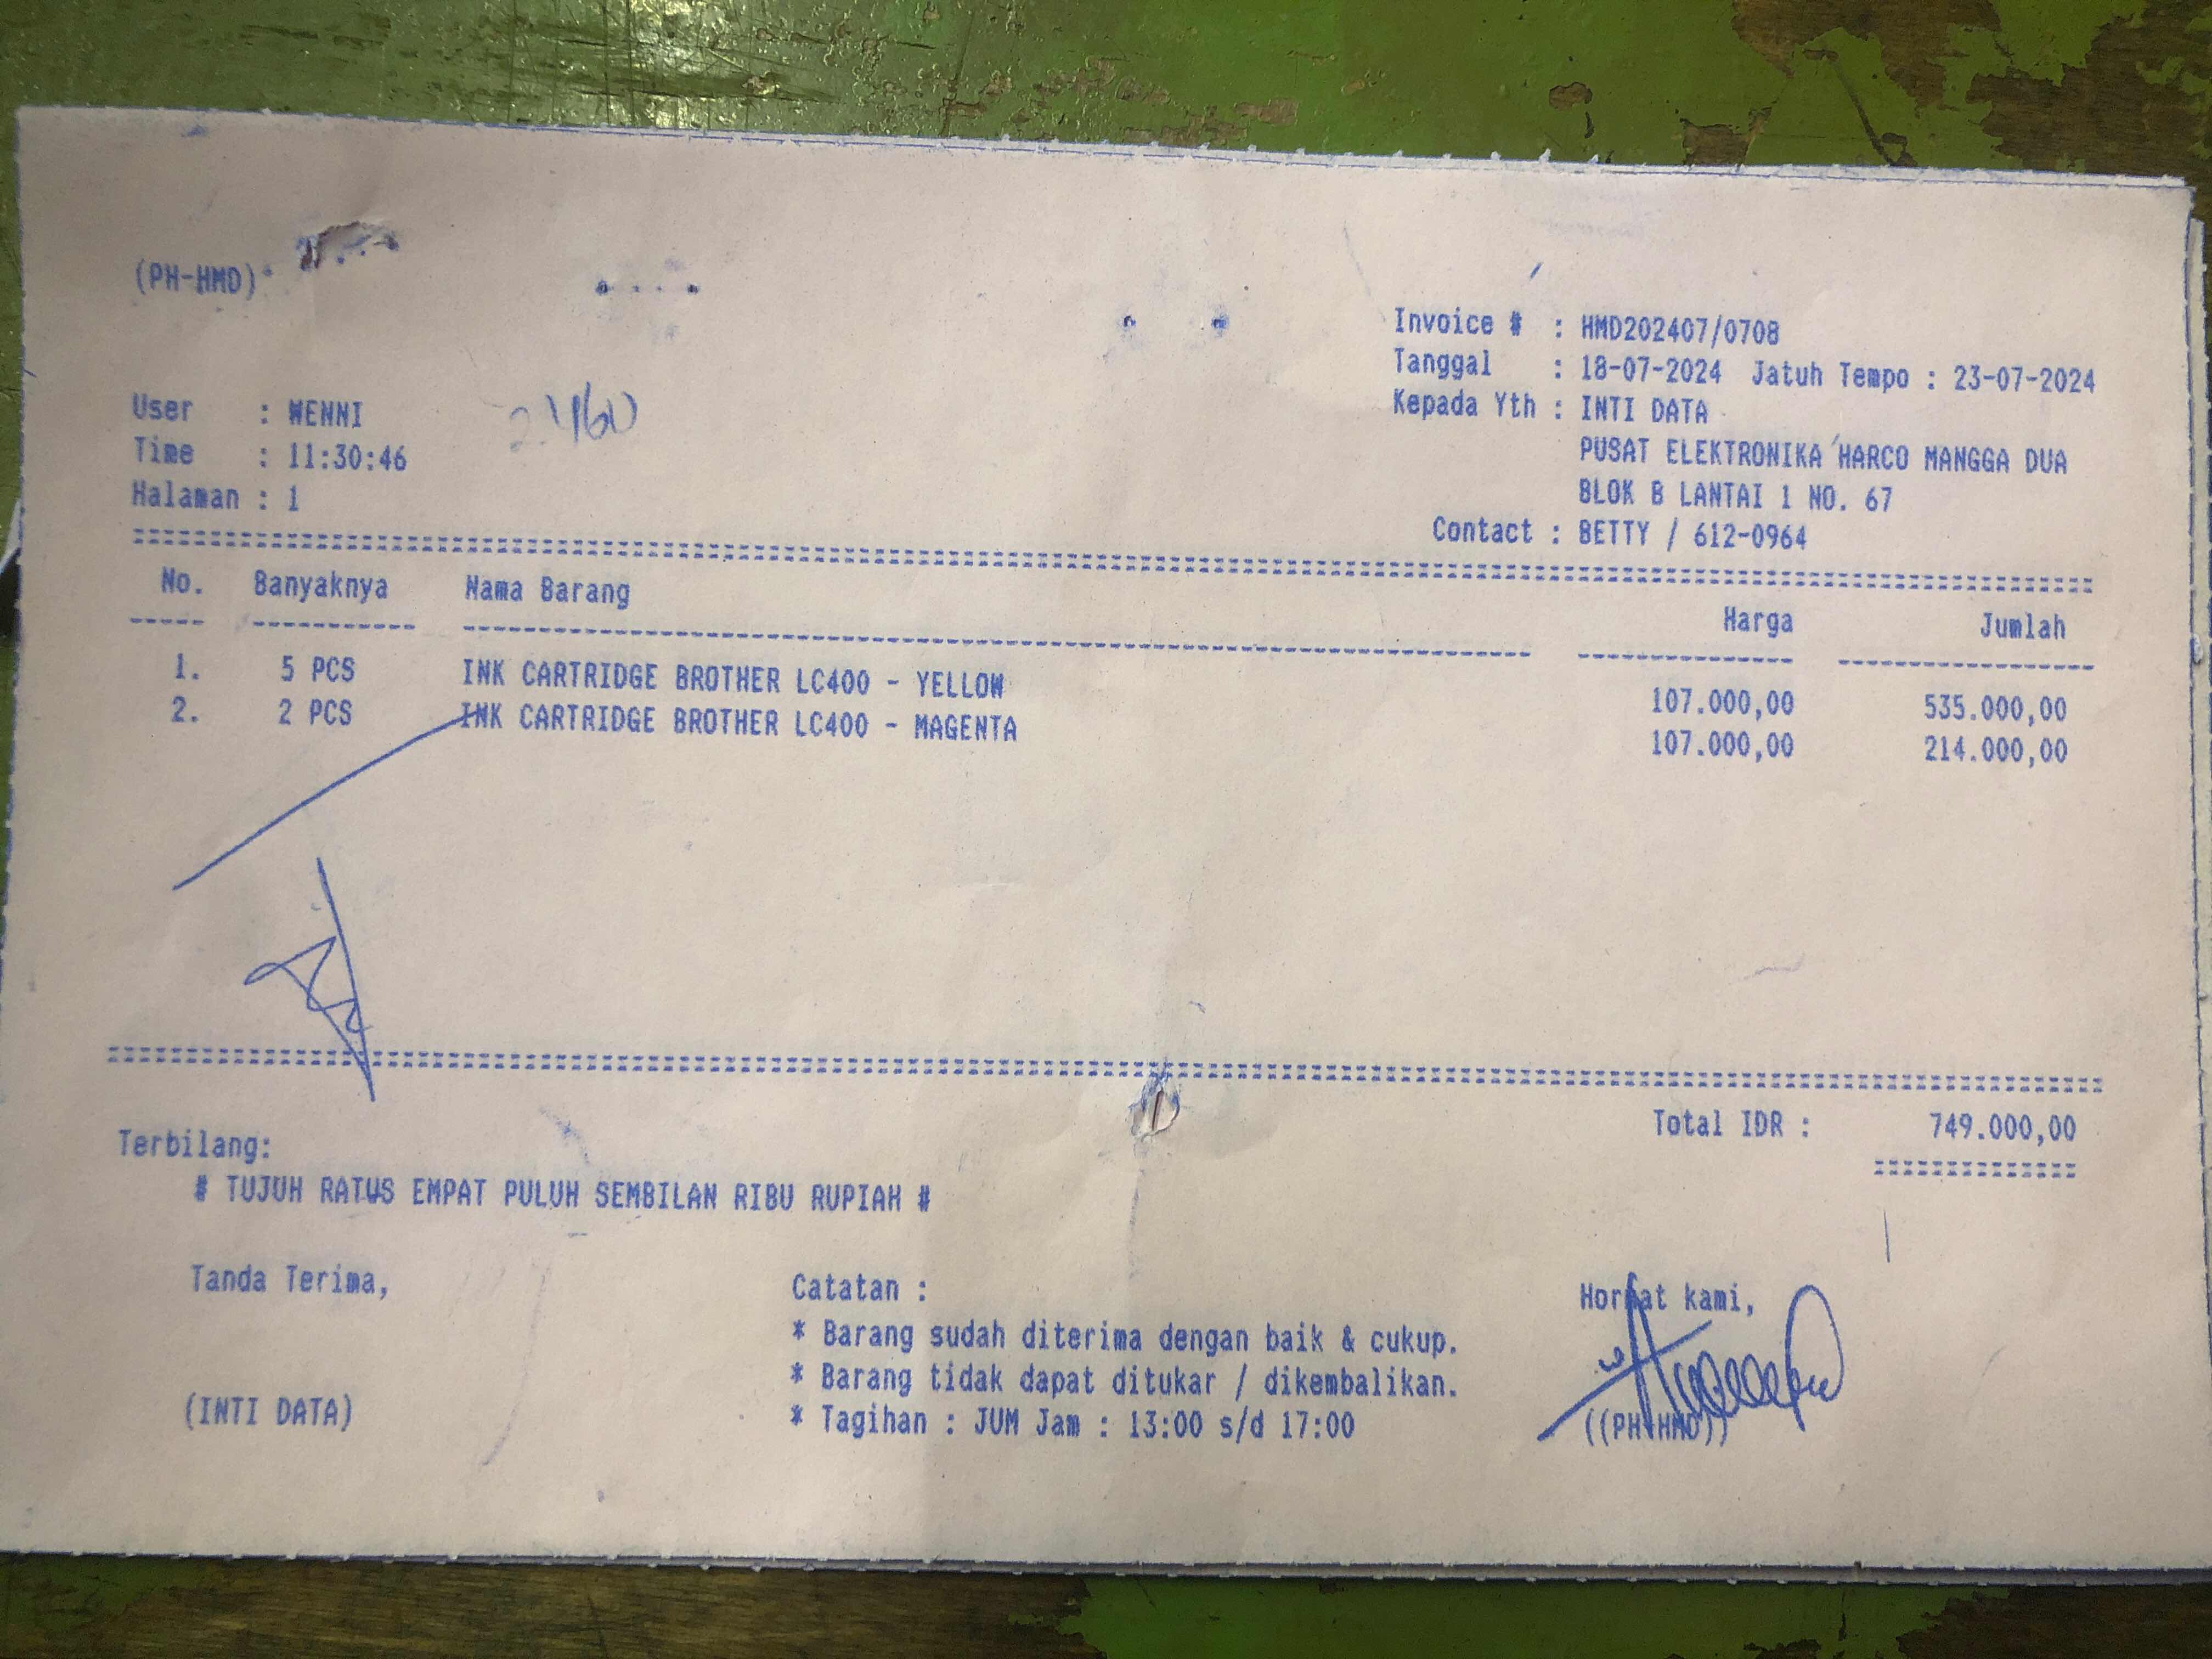 (PH-HMD)
Invoice # : HMD202407/0708
Tanggal : 18-07-2024 Jatuh Tempo : 23-07-2024
Kepada Yth : INTI DATA
PUSAT ELEKTRONIKA HARCO MANGGA DUA
BLOK B LANTAI 1 NO. 67
Contact : BETTY / 612-0964
User : WENNI
Time : 11:30:46
Halaman : 1
No. Banyaknya Nama Barang Harga Jumlah
1. 5 PCS INK CARTRIDGE BROTHER LC400 - YELLOW 107.000,00 535.000,00
2. 2 PCS INK CARTRIDGE BROTHER LC400 - MAGENTA 107.000,00 214.000,00
Total IDR : 749.000,00
Terbilang:
# TUJUH RATUS EMPAT PULUH SEMBILAN RIBU RUPIAH #
Tanda Terima,
(INTI DATA)
Catatan :
* Barang sudah diterima dengan baik & cukup.
* Barang tidak dapat ditukar / dikembalikan.
* Tagihan : JUM Jam : 13:00 s/d 17:00
Hormat kami,
((PH-HMD))